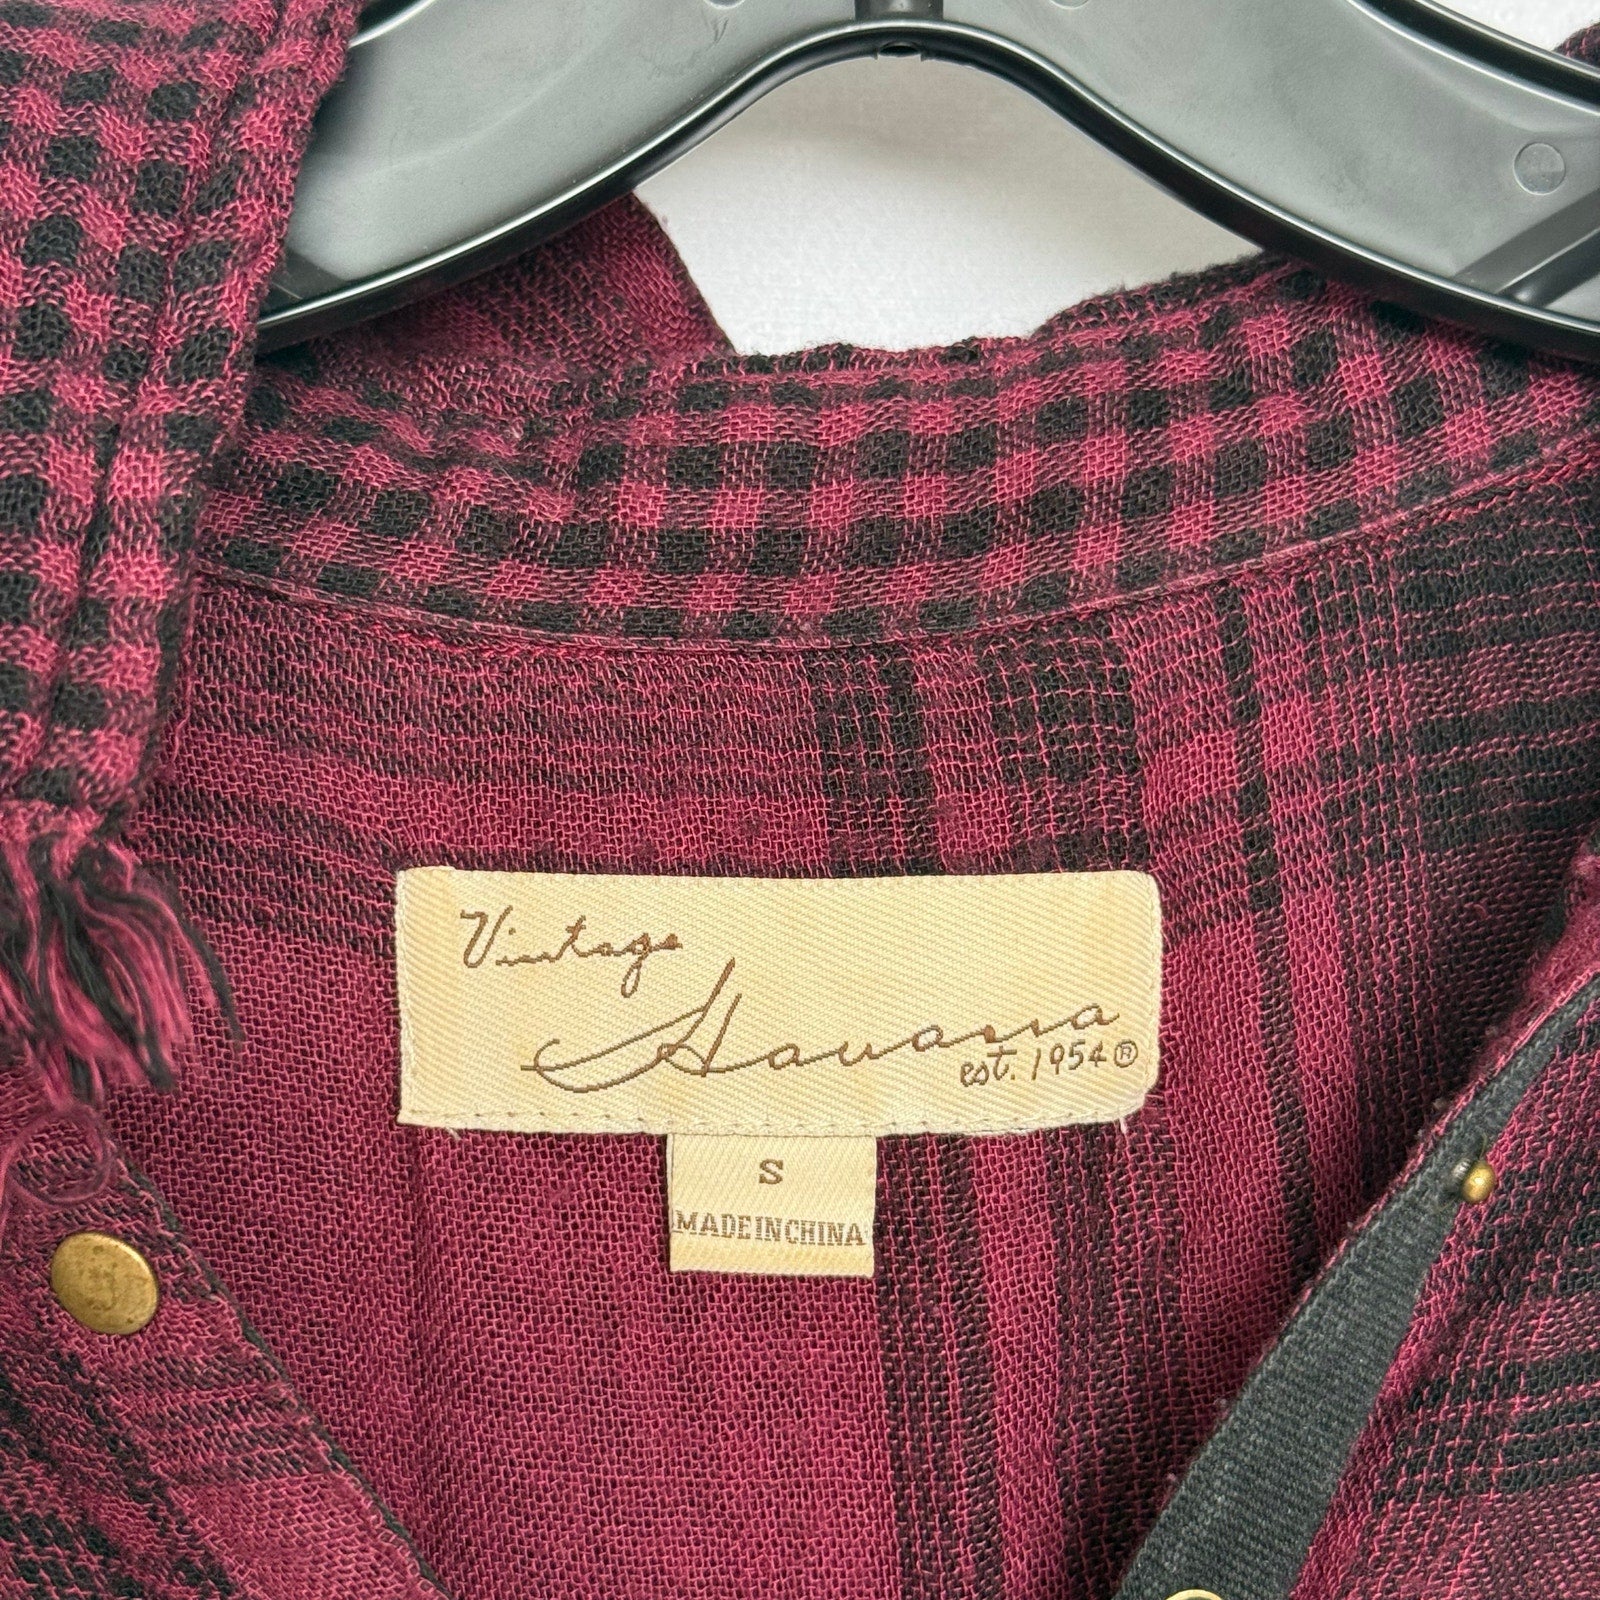 Vintage
Havana
est. 1954®
S
MADE IN CHINA